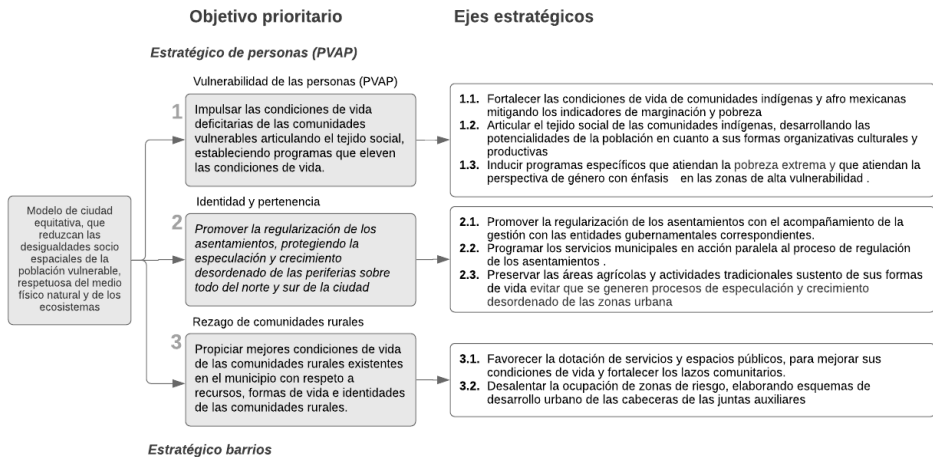 Objetivo prioritario
Ejes estratégicos
Estratégico de personas (PVAP)
Modelo de ciudad
equitativa, que
reduzcan las
desigualdades socio
espaciales de la
población vulnerable,
respetuosa del medio
físico natural y de los
ecosistemas
Vulnerabilidad de las personas (PVAP)
1
Impulsar las condiciones de vida
deficitarias de las comunidades
vulnerables articulando el tejido social,
estableciendo programas que eleven
las condiciones de vida.
1.1. Fortalecer las condiciones de vida de comunidades indígenas y afro mexicanas
mitigando los indicadores de marginación y pobreza
1.2. Articular el tejido social de las comunidades indígenas, desarrollando las
potencialidades de la población en cuanto a sus formas organizativas culturales y
productivas
1.3. Inducir programas específicos que atiendan la pobreza extrema y que atiendan la
perspectiva de género con énfasis en las zonas de alta vulnerabilidad .
Identidad y pertenencia
2
Promover la regularización de los
asentamientos, protegiendo la
especulación y crecimiento
desordenado de las periferias sobre
todo del norte y sur de la ciudad
2.1. Promover la regularización de los asentamientos con el acompañamiento de la
gestión con las entidades gubernamentales correspondientes.
2.2. Programar los servicios municipales en acción paralela al proceso de regulación
de los asentamientos .
2.3. Preservar las áreas agrícolas y actividades tradicionales sustento de sus formas
de vida evitar que se generen procesos de especulación y crecimiento
desordenado de las zonas urbana
Rezago de comunidades rurales
3
Propiciar mejores condiciones de vida
de las comunidades rurales existentes
en el municipio con respeto a
recursos, formas de vida e identidades
de las comunidades rurales.
3.1. Favorecer la dotación de servicios y espacios públicos, para mejorar sus
condiciones de vida y fortalecer los lazos comunitarios.
3.2. Desalentar la ocupación de zonas de riesgo, elaborando esquemas de
desarrollo urbano de las cabeceras de las juntas auxiliares
Estratégico barrios